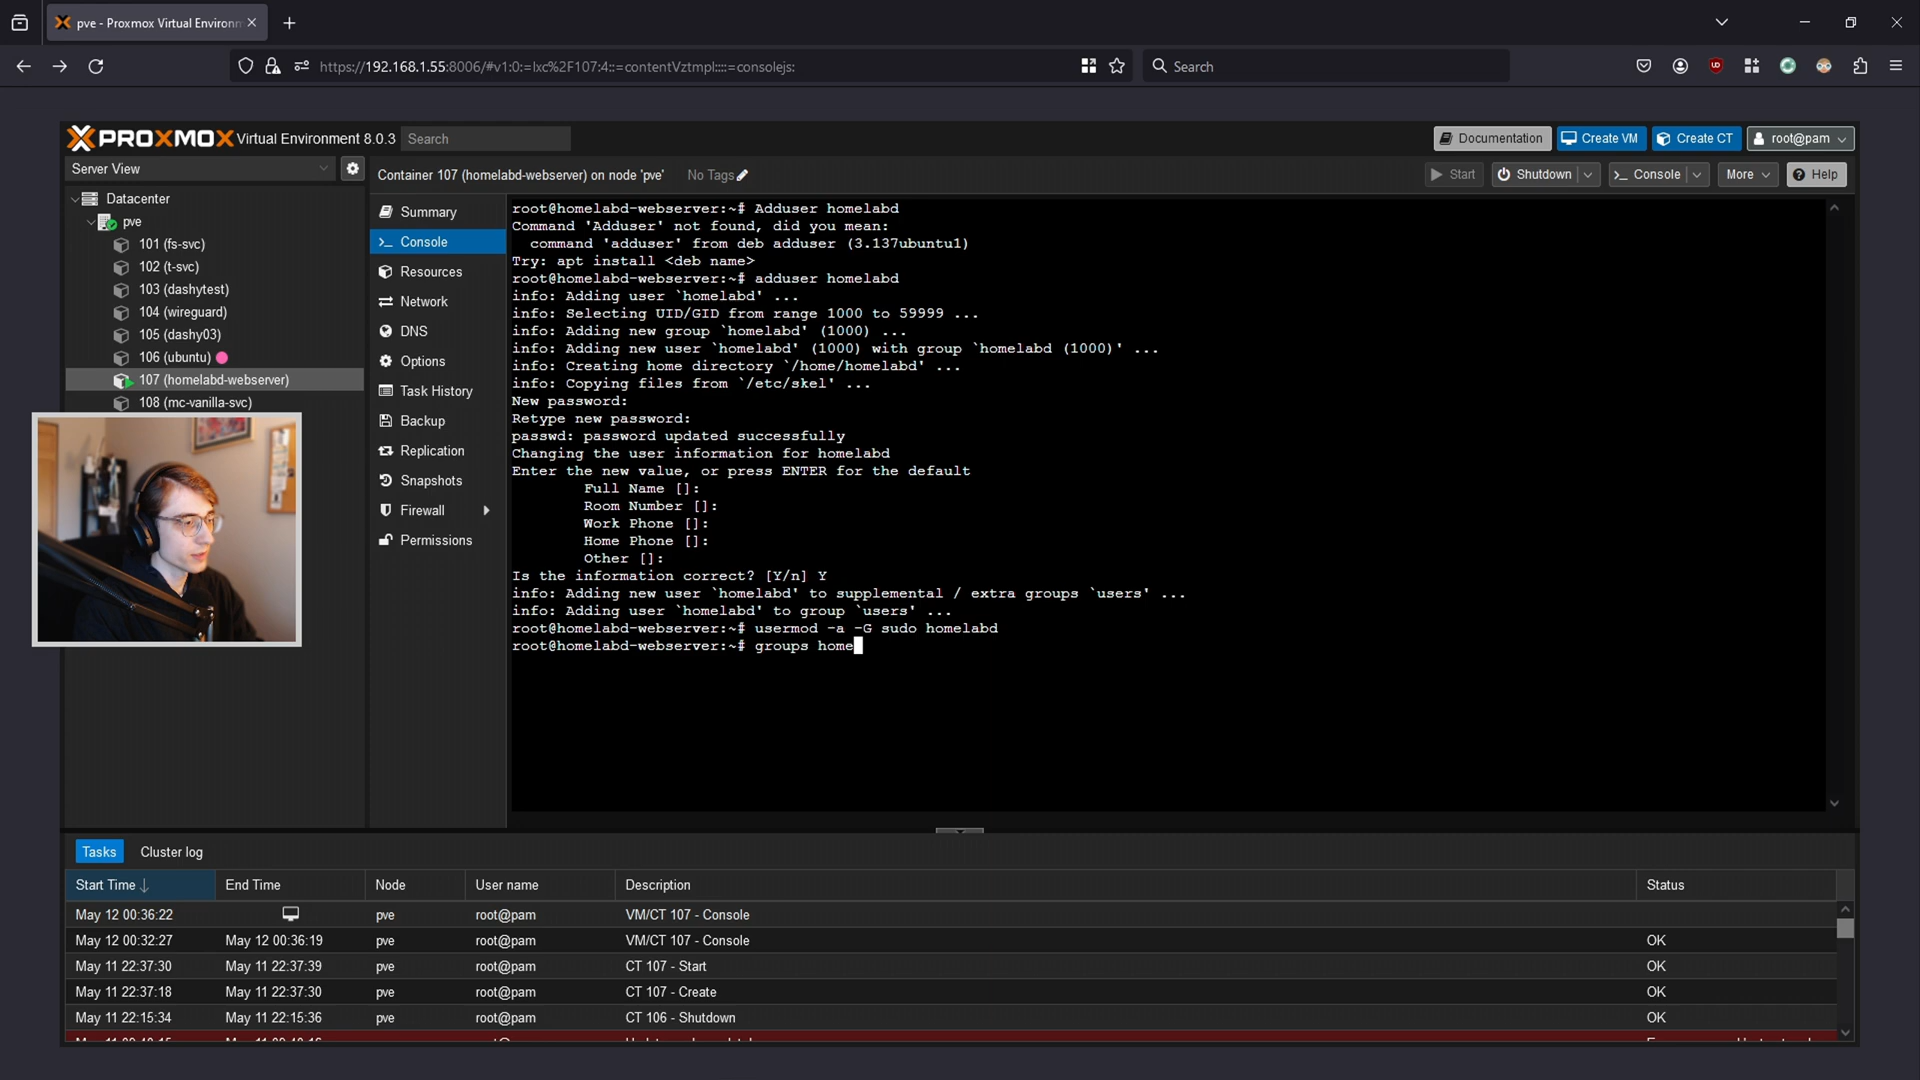 pve - Proxmox Virtual Environm
https://192.168.1.55:8006/#v1:0:=lxc%2F107:4::=contentVztmpl::::=consolejs:
Search
PROXMOX Virtual Environment 8.0.3
Search
Documentation
Create VM
Create CT
root@pam
Server View
Container 107 (homelabd-webserver) on node 'pve'
No Tags
Start
Shutdown
>_ Console
More
Help
Datacenter
pve
101 (fs-svc)
102 (t-svc)
103 (dashytest)
104 (wireguard)
105 (dashy03)
106 (ubuntu)
107 (homelabd-webserver)
108 (mc-vanilla-svc)
Summary
>_ Console
Resources
Network
DNS
Options
Task History
Backup
Replication
Snapshots
Firewall
Permissions
root@homelabd-webserver:~# Adduser homelabd
Command 'Adduser' not found, did you mean:
command 'adduser' from deb adduser (3.137ubuntu1)
Try: apt install <deb name>
root@homelabd-webserver:~# adduser homelabd
info: Adding user `homelabd' ...
info: Selecting UID/GID from range 1000 to 59999 ...
info: Adding new group `homelabd' (1000) ...
info: Adding new user `homelabd' (1000) with group `homelabd (1000)' ...
info: Creating home directory `/home/homelabd' ...
info: Copying files from `/etc/skel' ...
New password:
Retype new password:
passwd: password updated successfully
Changing the user information for homelabd
Enter the new value, or press ENTER for the default
Full Name []:
Room Number []:
Work Phone []:
Home Phone []:
Other []:
Is the information correct? [Y/n] Y
info: Adding new user `homelabd' to supplemental / extra groups `users' ...
info: Adding user `homelabd' to group `users' ...
root@homelabd-webserver:~# usermod -a -G sudo homelabd
root@homelabd-webserver:~# groups home
Tasks
Cluster log
Start Time
End Time
Node
User name
Description
Status
May 12 00:36:22 pve root@pam VM/CT 107 - Console
May 12 00:32:27 May 12 00:36:19 pve root@pam VM/CT 107 - Console OK
May 11 22:37:30 May 11 22:37:39 pve root@pam CT 107 - Start OK
May 11 22:37:18 May 11 22:37:30 pve root@pam CT 107 - Create OK
May 11 22:15:34 May 11 22:15:36 pve root@pam CT 106 - Shutdown OK